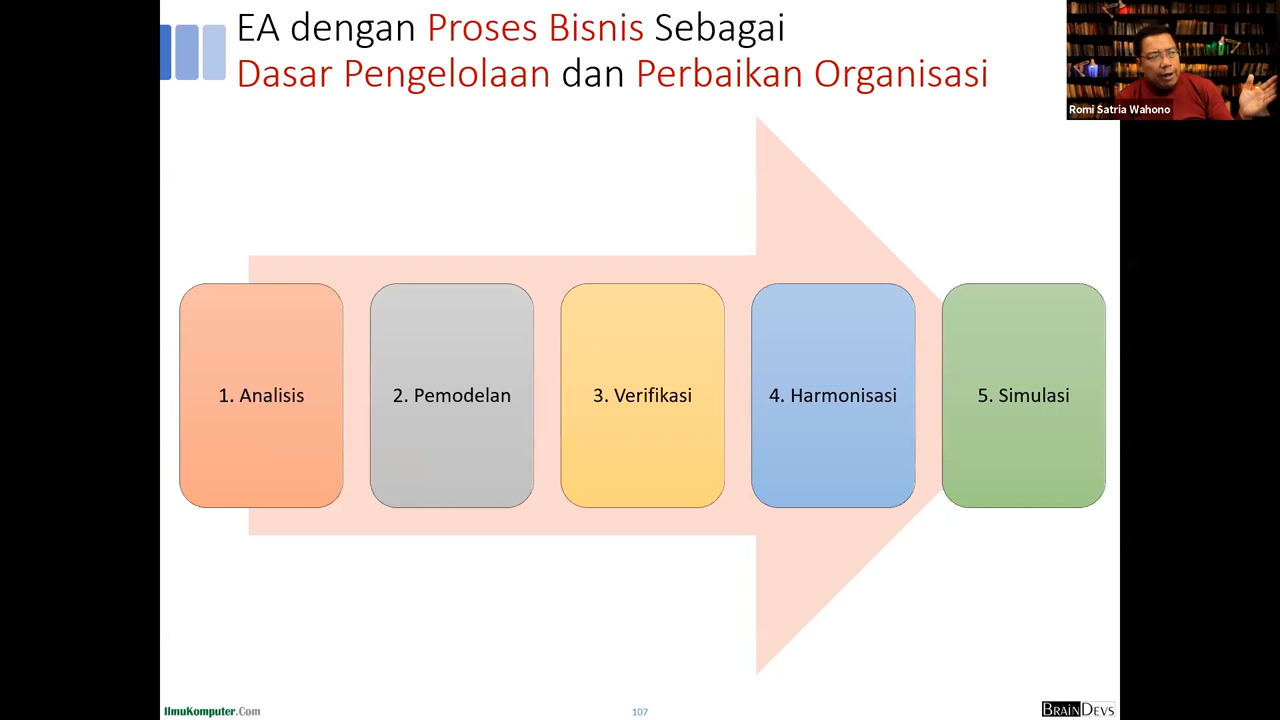 EA dengan Proses Bisnis Sebagai
Dasar Pengelolaan dan Perbaikan Organisasi
Romi Satria Wahono
1. Analisis
2. Pemodelan
3. Verifikasi
4. Harmonisasi
5. Simulasi
IlmuKomputer.Com
107
BRAINDEVS